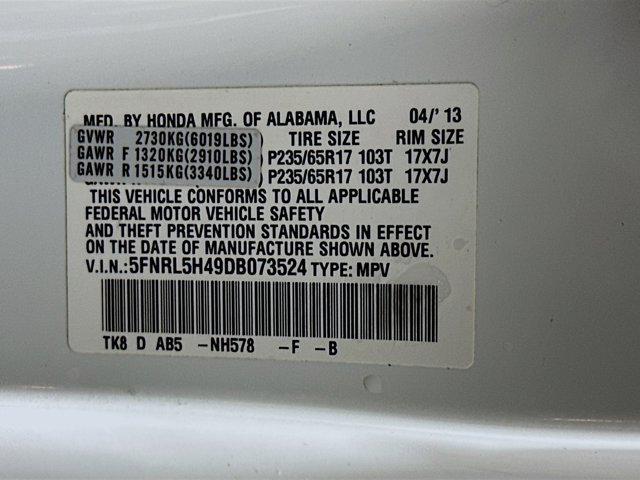 MFD. BY HONDA MFG. OF ALABAMA, LLC 04/'13
GVWR 2730KG(6019LBS) TIRE SIZE RIM SIZE
GAWR F 1320KG(2910LBS) P235/65R17 103T 17X7J
GAWR R 1515KG(3340LBS) P235/65R17 103T 17X7J
THIS VEHICLE CONFORMS TO ALL APPLICABLE
FEDERAL MOTOR VEHICLE SAFETY
AND THEFT PREVENTION STANDARDS IN EFFECT
ON THE DATE OF MANUFACTURE SHOWN ABOVE.
V.I.N.:5FNRL5H49DB073524 TYPE: MPV
TK8 D AB5 -NH578 -F -B